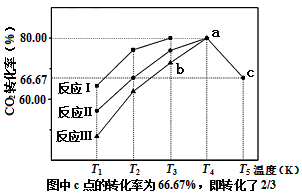 CO₂转化率(%)
80.00
66.67
60.00
反应Ⅰ
反应Ⅱ
反应Ⅲ
a
b
c
T₁ T₂ T₃ T₄ T₅ 温度(K)
图中c点的转化率为66.67%，即转化了2/3